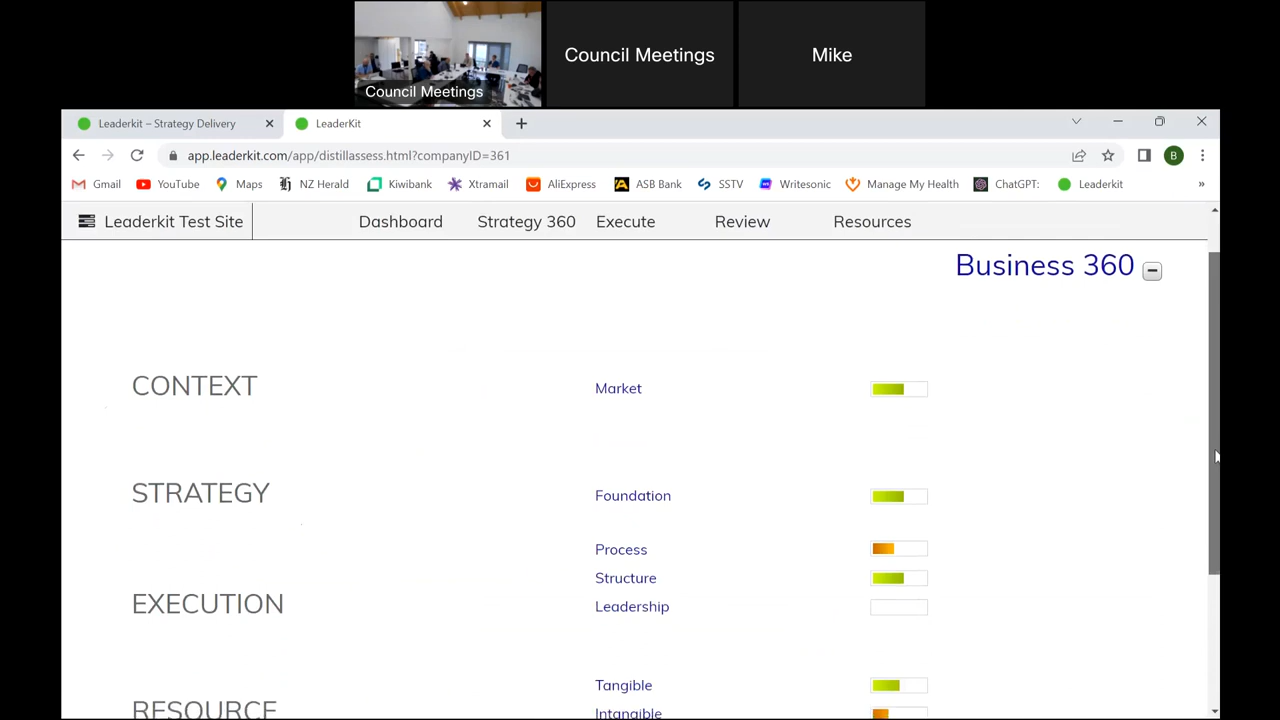 Council Meetings
Council Meetings
Mike
Leaderkit – Strategy Delivery
LeaderKit
app.leaderkit.com/app/distillassess.html?companyID=361
B
Gmail
YouTube
Maps
NZ Herald
Kiwibank
Xtramail
AliExpress
ASB Bank
SSTV
Writesonic
Manage My Health
ChatGPT:
Leaderkit
»
Leaderkit Test Site
Dashboard
Strategy 360
Execute
Review
Resources
Business 360
CONTEXT
Market
STRATEGY
Foundation
Process
Structure
EXECUTION
Leadership
Tangible
RESOURCE
Intangible